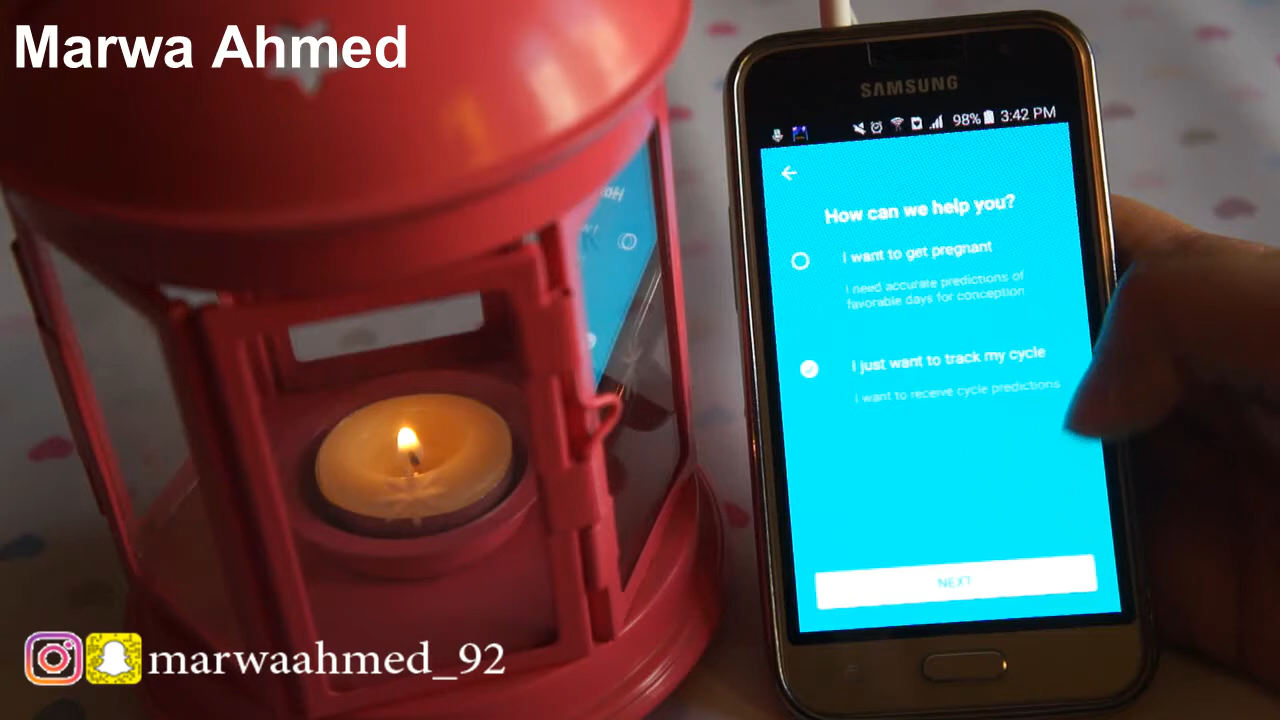 Marwa Ahmed
SAMSUNG
98% 3:42 PM
How can we help you?
I want to get pregnant
I need accurate predictions of
favorable days for conception
I just want to track my cycle
I want to receive cycle predictions
NEXT
marwaahmed_92